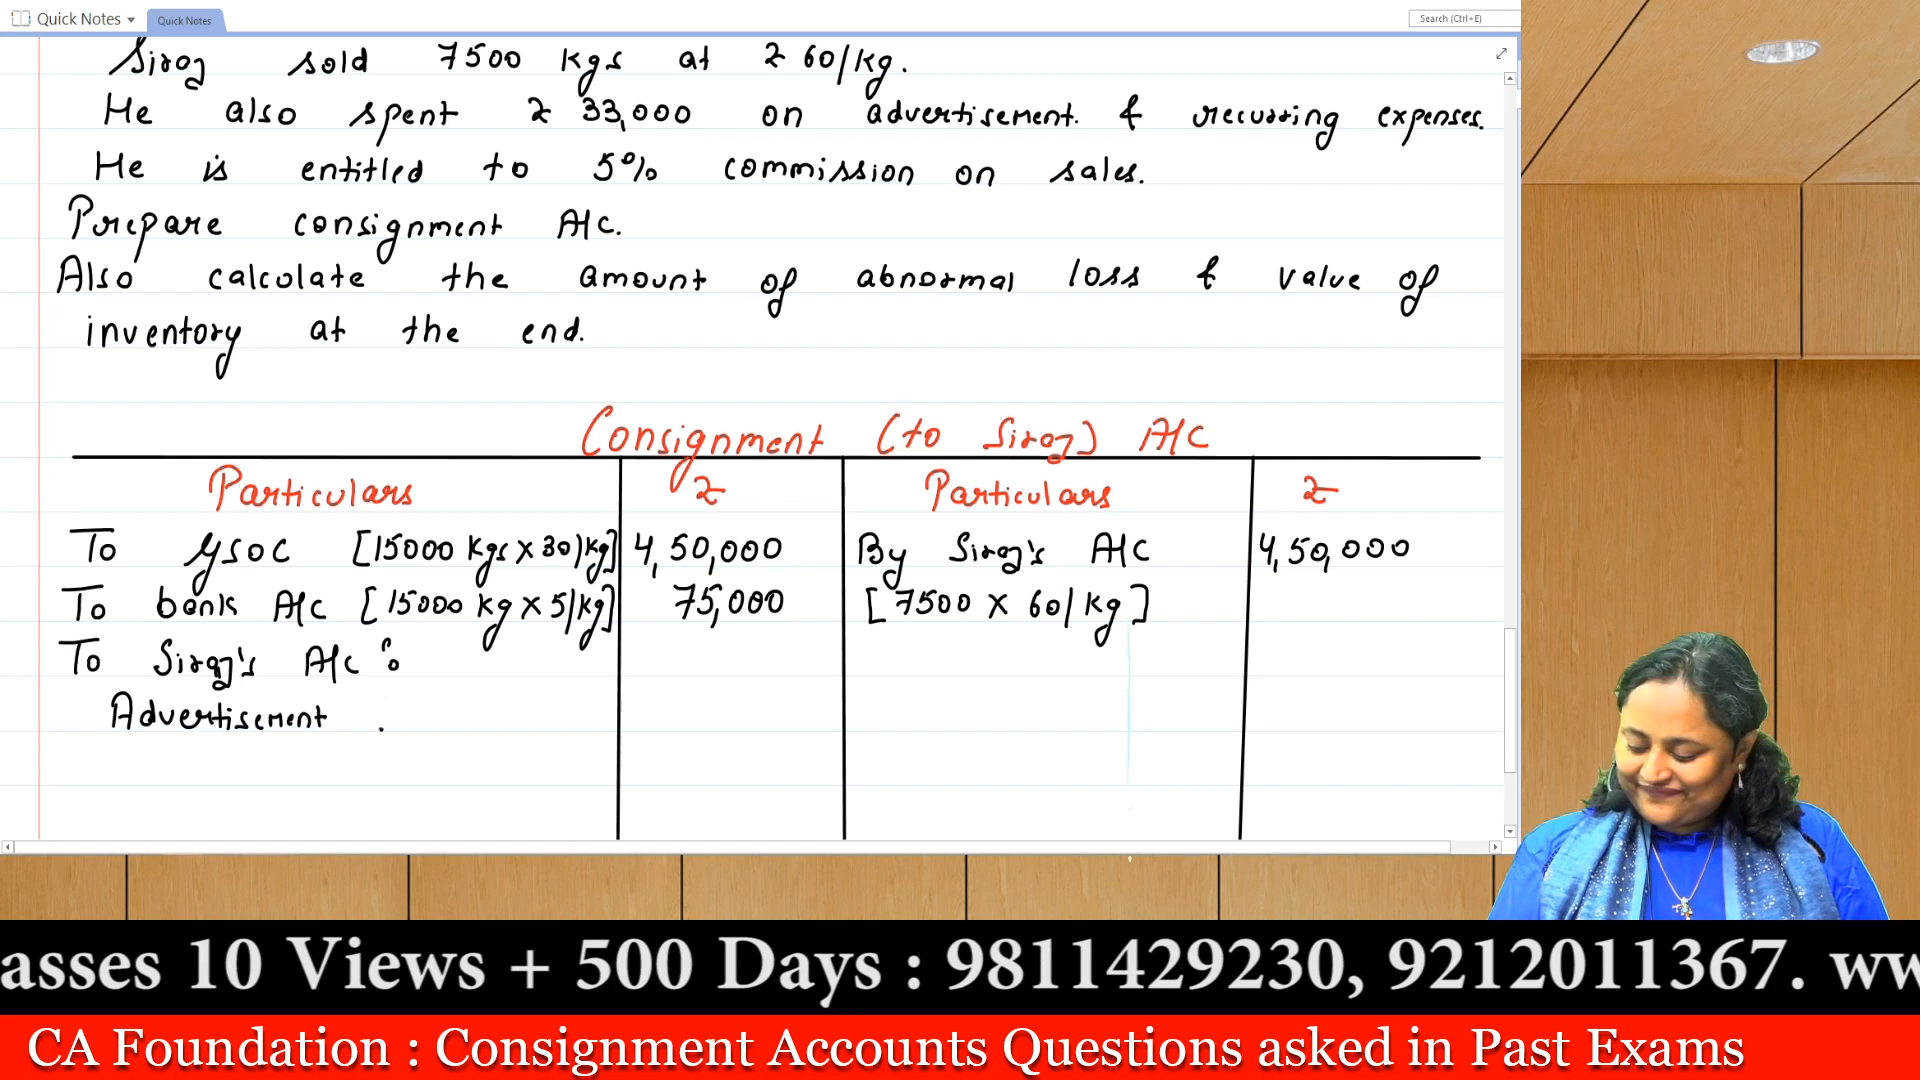 Quick Notes
Quick Notes
Search (Ctrl+E)
Siraj sold 7500 kgs at ₹ 60/kg.
He also spent ₹ 33,000 on advertisement. & recurring expenses.
He is entitled to 5% commission on sales.
Prepare consignment A/c.
Also calculate the amount of abnormal loss & value of
inventory at the end.
Consignment (to Siraj) A/C
Particulars ₹ Particulars ₹
To GSOC [15000 kgs x 30/kg] 4,50,000 By Siraj's A/C 4,50,000
To bank A/C [15000 kg x 5/kg] 75,000 [7500 x 60/kg]
To Siraj's A/C :
Advertisement
asses 10 Views + 500 Days : 9811429230, 9212011367. ww
CA Foundation : Consignment Accounts Questions asked in Past Exams